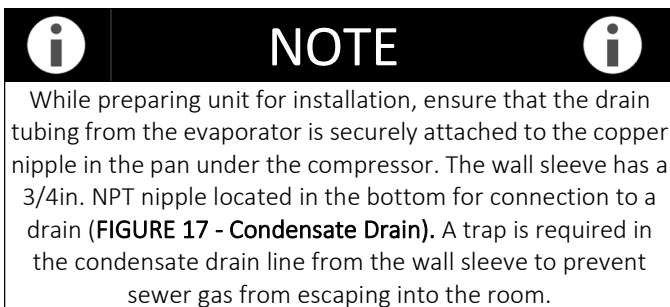 NOTE
While preparing unit for installation, ensure that the drain
tubing from the evaporator is securely attached to the copper
nipple in the pan under the compressor. The wall sleeve has a
3/4in. NPT nipple located in the bottom for connection to a
drain (FIGURE 17 - Condensate Drain). A trap is required in
the condensate drain line from the wall sleeve to prevent
sewer gas from escaping into the room.